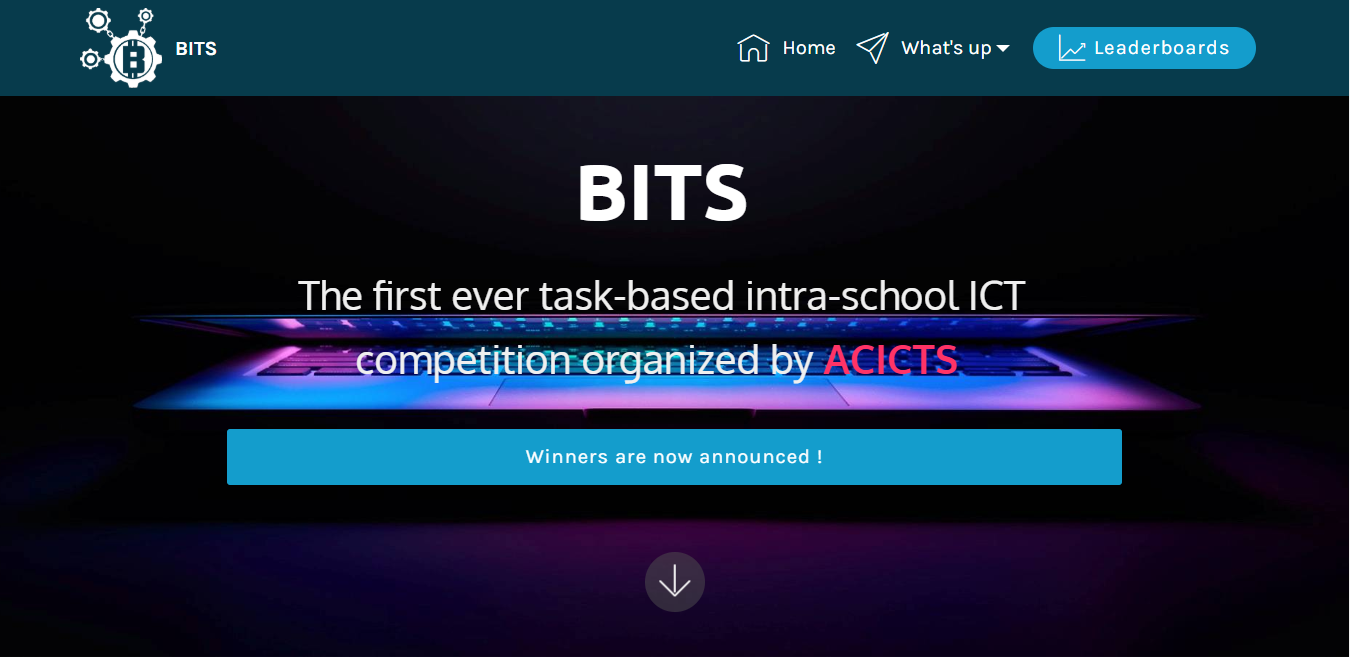 BITS
Home
What's up
Leaderboards
BITS
The first ever task-based intra-school ICT
competition organized by ACICTS
Winners are now announced !